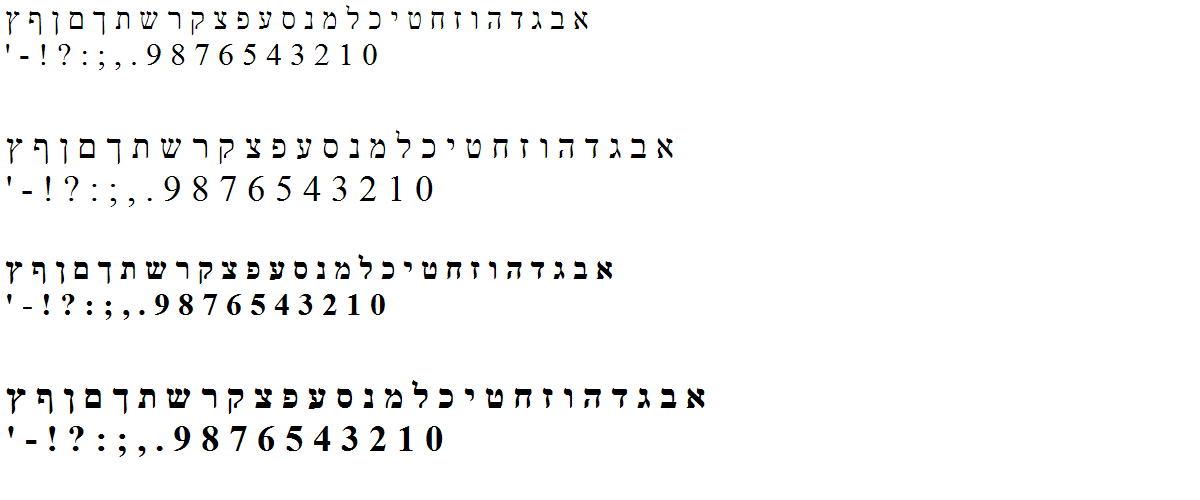 א ב ג ד ה ו ז ח ט י כ ל מ נ ס ע פ צ ק ר ש ת ך ם ן ף ץ
0 1 2 3 4 5 6 7 8 9 . , ; : ? ! - '
א ב ג ד ה ו ז ח ט י כ ל מ נ ס ע פ צ ק ר ש ת ך ם ן ף ץ
0 1 2 3 4 5 6 7 8 9 . , ; : ? ! - '
א ב ג ד ה ו ז ח ט י כ ל מ נ ס ע פ צ ק ר ש ת ך ם ן ף ץ
0 1 2 3 4 5 6 7 8 9 . , ; : ? ! - '
א ב ג ד ה ו ז ח ט י כ ל מ נ ס ע פ צ ק ר ש ת ך ם ן ף ץ
0 1 2 3 4 5 6 7 8 9 . , ; : ? ! - '